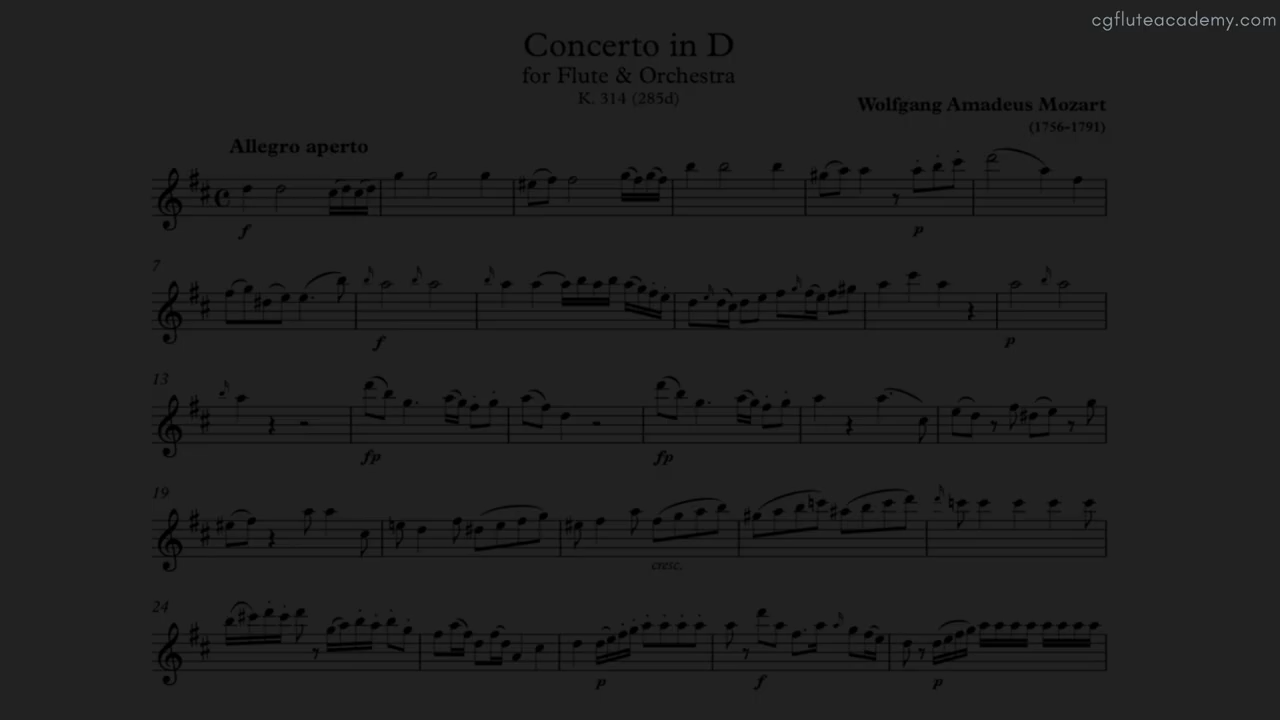 cgfluteacademy.com
Concerto in D
for Flute & Orchestra
K. 314 (285d)
Wolfgang Amadeus Mozart
(1756-1791)
Allegro aperto
f
p
7
f
p
13
fp
fp
19
cresc.
24
p
f
p